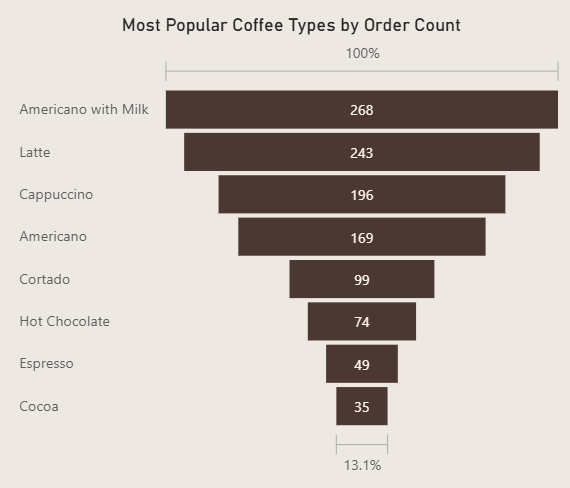 Most Popular Coffee Types by Order Count
100%
Americano with Milk 268
Latte 243
Cappuccino 196
Americano 169
Cortado 99
Hot Chocolate 74
Espresso 49
Cocoa 35
13.1%